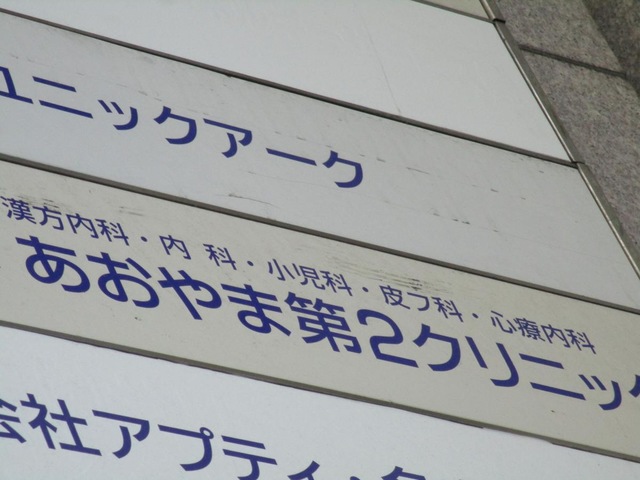 ユニックアーク
漢方内科・内 科・小児科・皮フ科・心療内科
あおやま第2クリニック
会社アプティ・